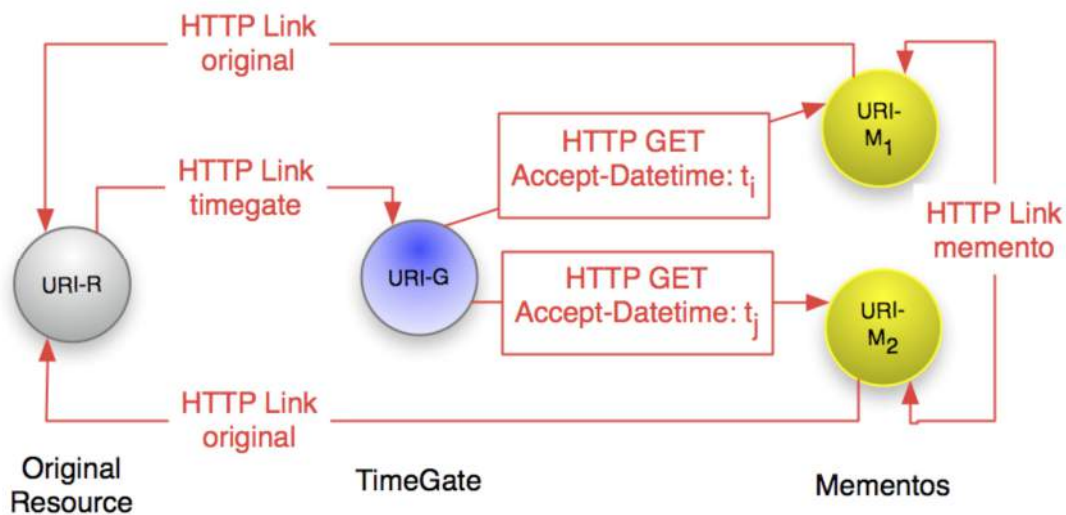 HTTP Link
original
URI-
M1
HTTP GET
Accept-Datetime: ti
HTTP Link
timegate
HTTP Link
memento
URI-R
URI-G
HTTP GET
Accept-Datetime: tj
URI-
M2
HTTP Link
original
Original
Resource
TimeGate
Mementos